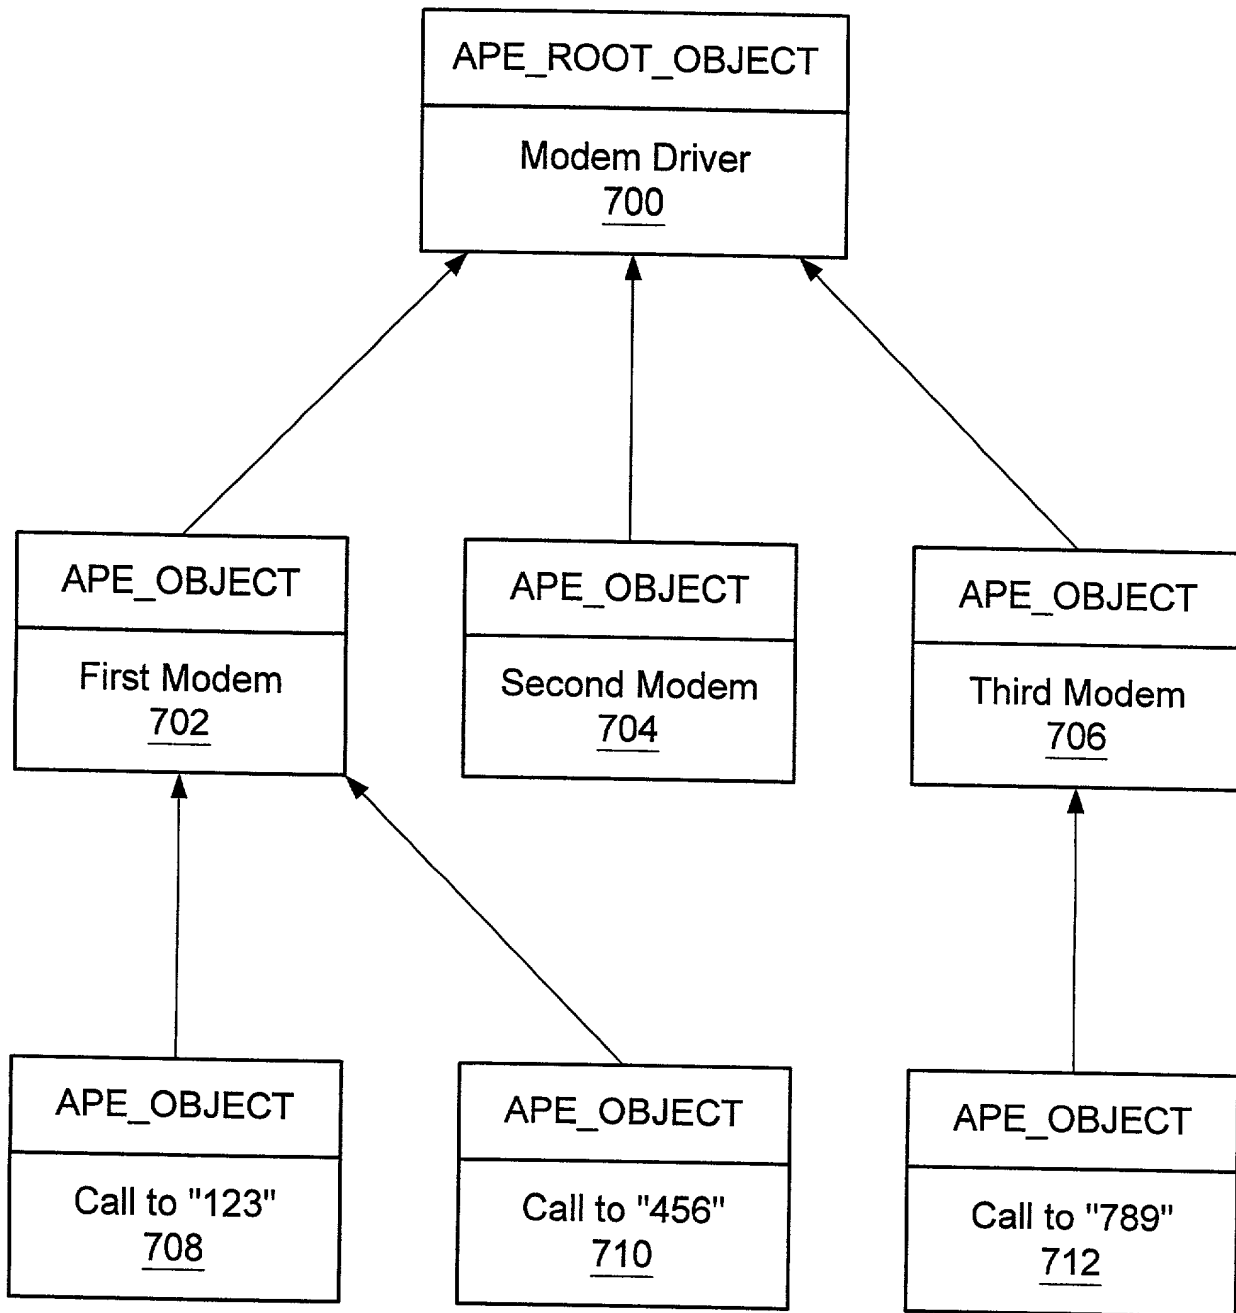 APE_ROOT_OBJECT
Modem Driver
700
APE_OBJECT
First Modem
702
APE_OBJECT
Second Modem
704
APE_OBJECT
Third Modem
706
APE_OBJECT
Call to "123"
708
APE_OBJECT
Call to "456"
710
APE_OBJECT
Call to "789"
712